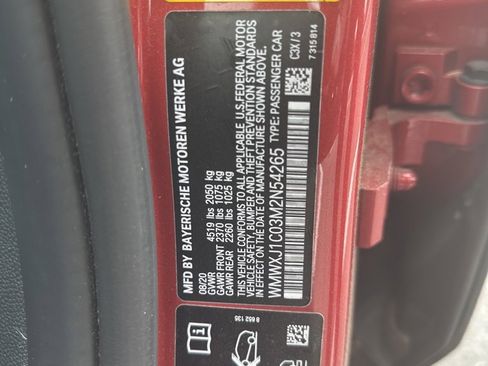 MFD BY BAYERISCHE MOTOREN WERKE AG
08/20
GVWR 4519 lbs 2050 kg
GAWR FRONT 2370 lbs 1075 kg
GAWR REAR 2260 lbs 1025 kg
THIS VEHICLE CONFORMS TO ALL APPLICABLE U.S. FEDERAL MOTOR
VEHICLE SAFETY, BUMPER, AND THEFT PREVENTION STANDARDS
IN EFFECT ON THE DATE OF MANUFACTURE SHOWN ABOVE.
WMWXJ1C03M2N54265 TYPE: PASSENGER CAR
C3X / 3
7 315 814
8 652 135